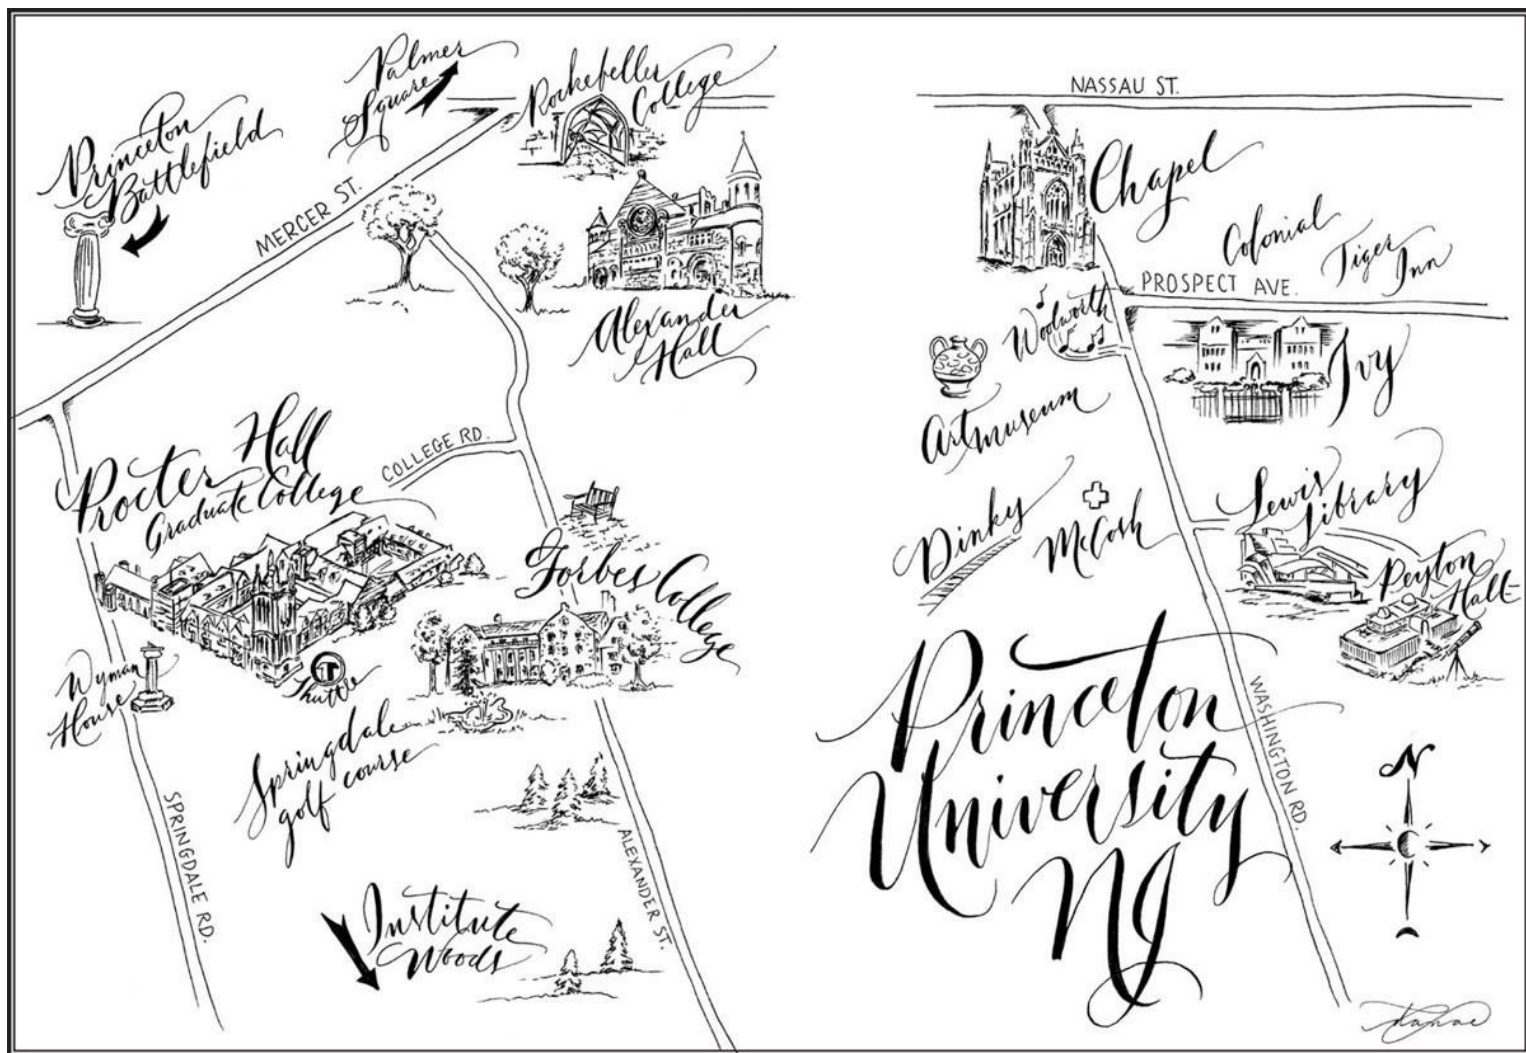 Palmer
Square
Rockefeller
College
Princeton
Battlefield
MERCER ST.
Alexander
Hall
Procter Hall
Graduate College
COLLEGE RD.
Forbes College
Wyman
House
T
Shuttle
Springdale
golf course
SPRINGDALE RD.
ALEXANDER ST.
Institute
Woods
NASSAU ST.
Chapel
Colonial
Tiger
Inn
PROSPECT AVE.
Woolworth
Art museum
Ivy
Dinky
McCosh
Lewis
Library
Peyton
Hall
Princeton
University
NJ
WASHINGTON RD.
N
danae